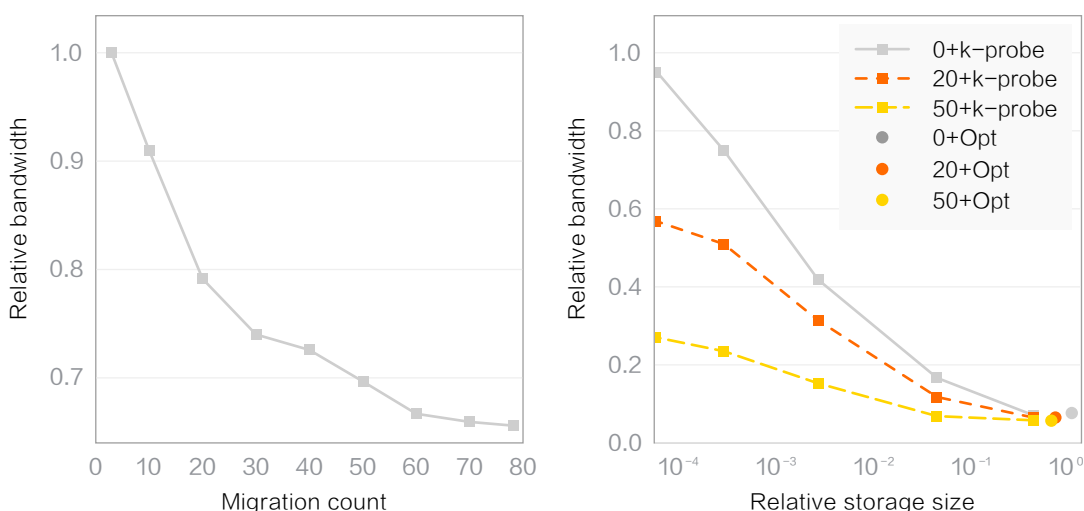 Relative bandwidth
1.0
0.9
0.8
0.7
0 10 20 30 40 50 60 70 80
Migration count
Relative bandwidth
1.0
0.8
0.6
0.4
0.2
0.0
10⁻⁴ 10⁻³ 10⁻² 10⁻¹ 10⁰
Relative storage size
0+k−probe
20+k−probe
50+k−probe
0+Opt
20+Opt
50+Opt